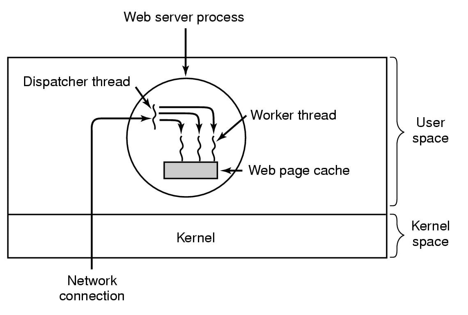 Web server process
Dispatcher thread
Worker thread
User
space
Web page cache
Kernel
Kernel
space
Network
connection